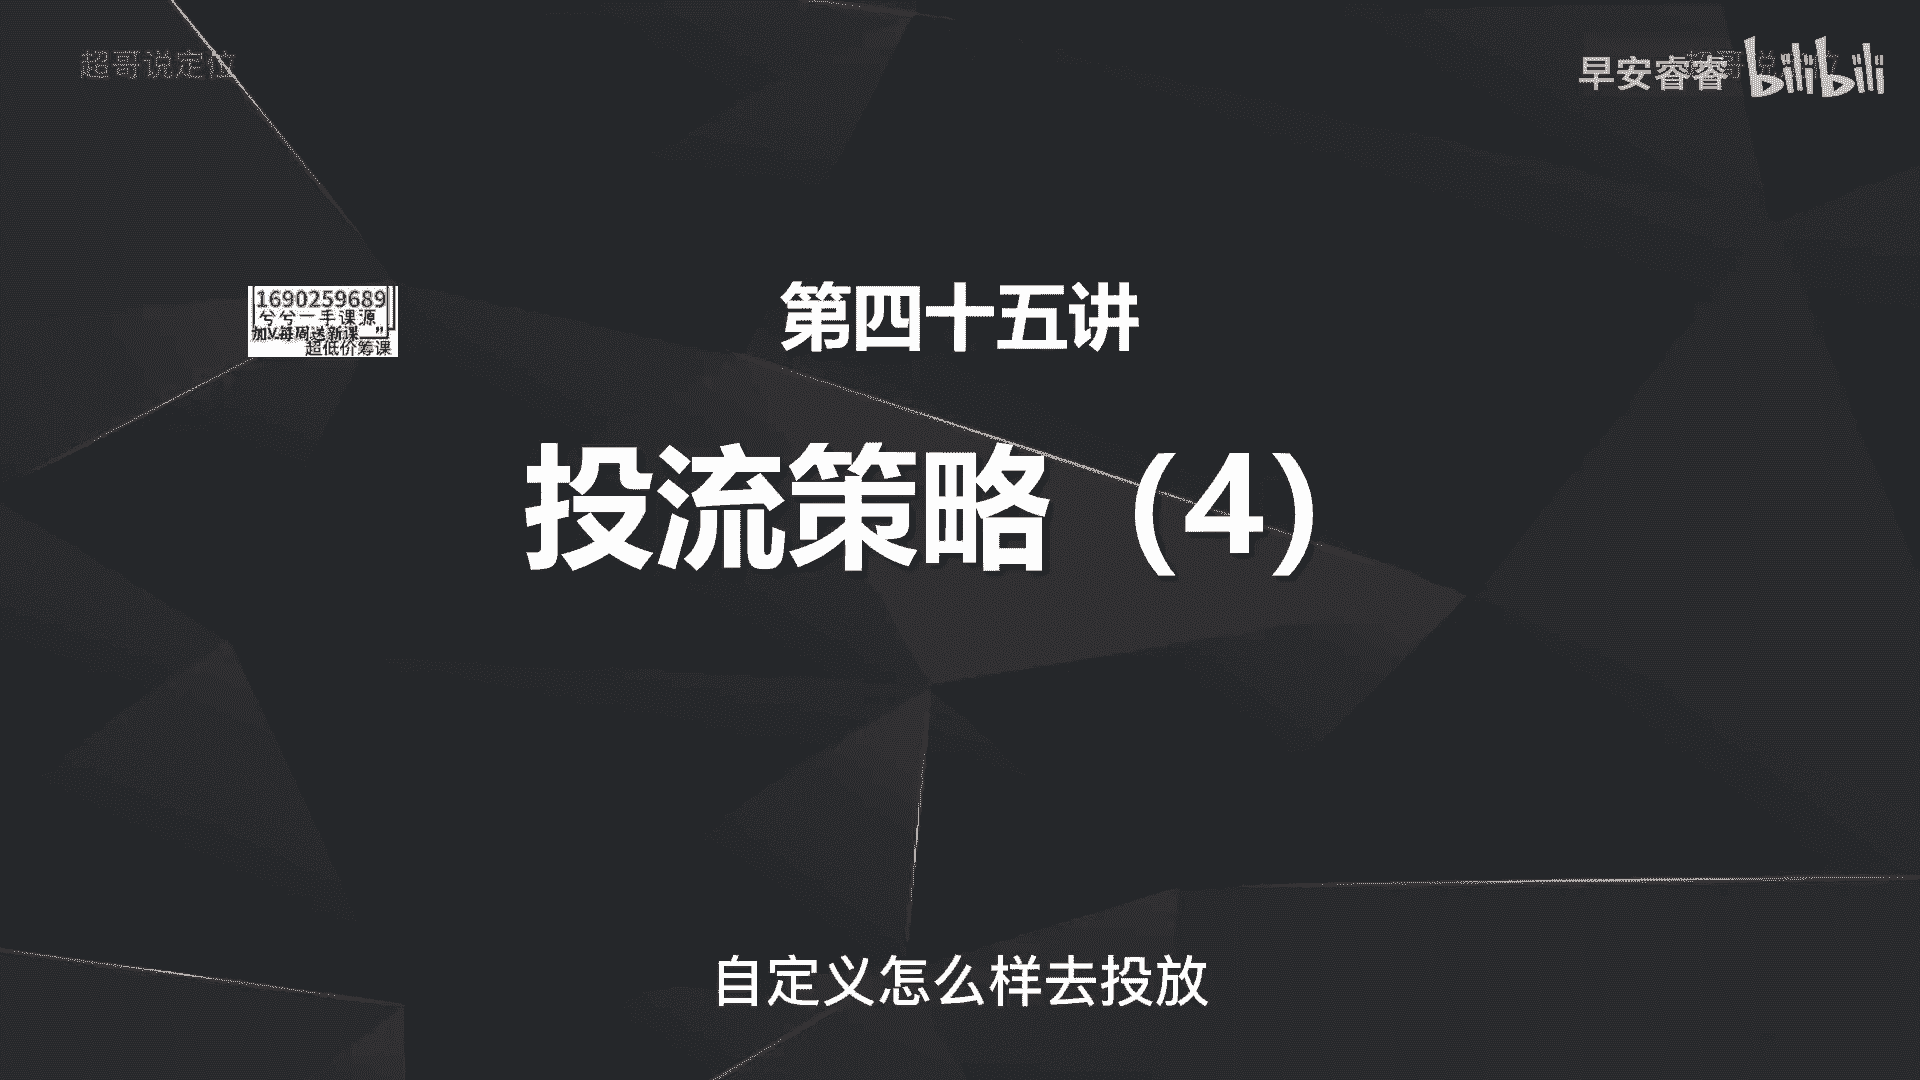 超哥说定位
早安睿睿 bilibili
1690259689
兮兮一手课源
加V每周送新课
超低价筹课
第四十五讲
投流策略（4）
自定义怎么样去投放